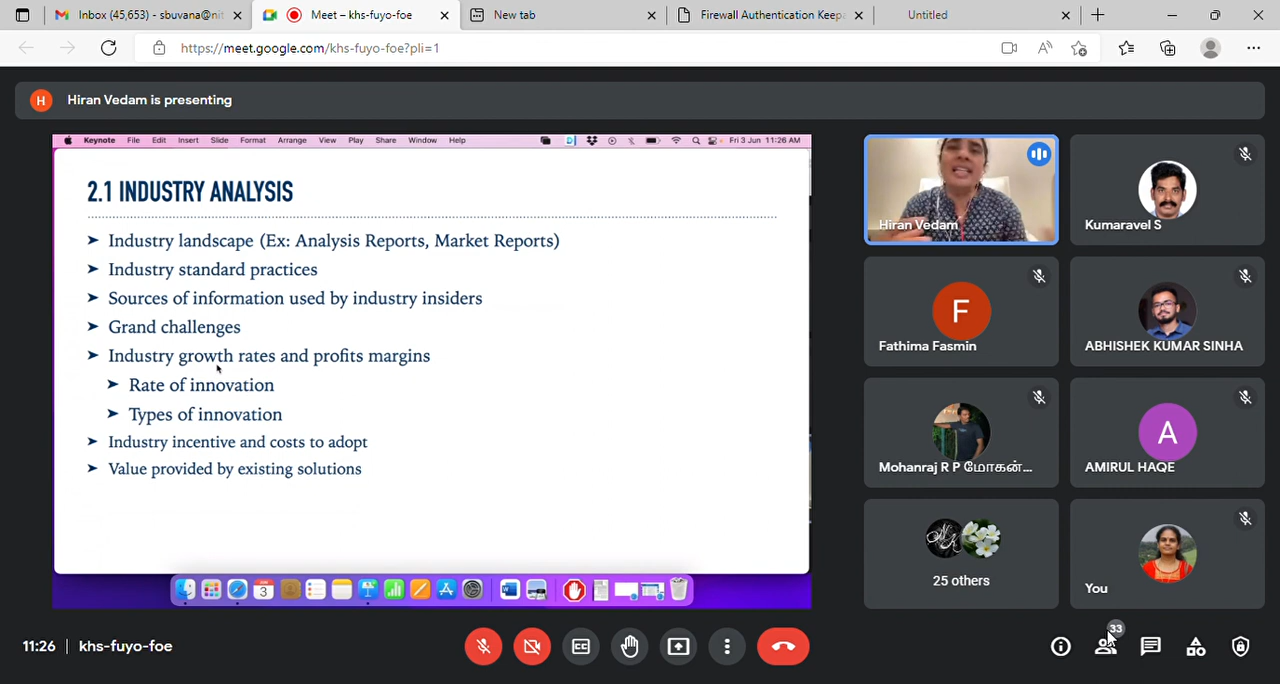 Inbox (45,653) - sbuvana@nit
Meet – khs-fuyo-foe
New tab
Firewall Authentication Keepa
Untitled
https://meet.google.com/khs-fuyo-foe?pli=1
H
Hiran Vedam is presenting
Keynote File Edit Insert Slide Format Arrange View Play Share Window Help
Fri 3 Jun 11:26 AM
2.1 INDUSTRY ANALYSIS
➤ Industry landscape (Ex: Analysis Reports, Market Reports)
➤ Industry standard practices
➤ Sources of information used by industry insiders
➤ Grand challenges
➤ Industry growth rates and profits margins
➤ Rate of innovation
➤ Types of innovation
➤ Industry incentive and costs to adopt
➤ Value provided by existing solutions
3
Hiran Vedam
Kumaravel S
F
Fathima Fasmin
ABHISHEK KUMAR SINHA
Mohanraj R P மோகன்...
A
AMIRUL HAQE
25 others
You
11:26 | khs-fuyo-foe
33